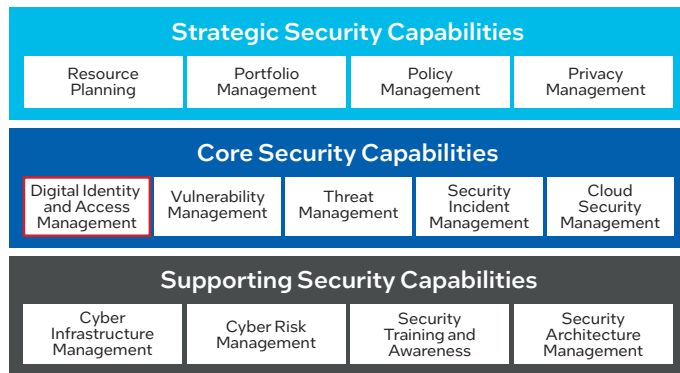 Strategic Security Capabilities
Resource
Planning
Portfolio
Management
Policy
Management
Privacy
Management
Core Security Capabilities
Digital Identity
and Access
Management
Vulnerability
Management
Threat
Management
Security
Incident
Management
Cloud
Security
Management
Supporting Security Capabilities
Cyber
Infrastructure
Management
Cyber Risk
Management
Security
Training and
Awareness
Security
Architecture
Management